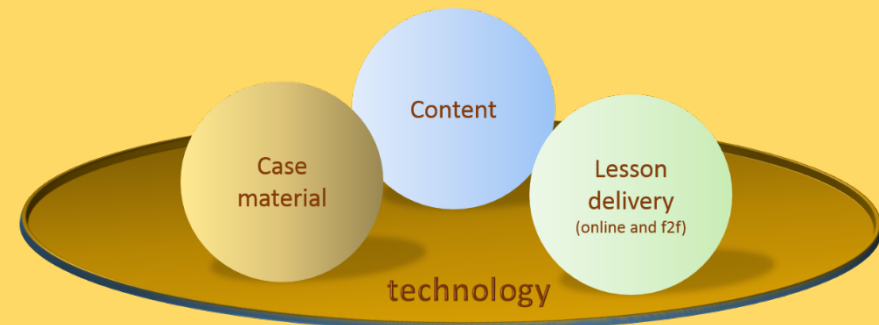 Content
Case
material
Lesson
delivery
(online and f2f)
technology